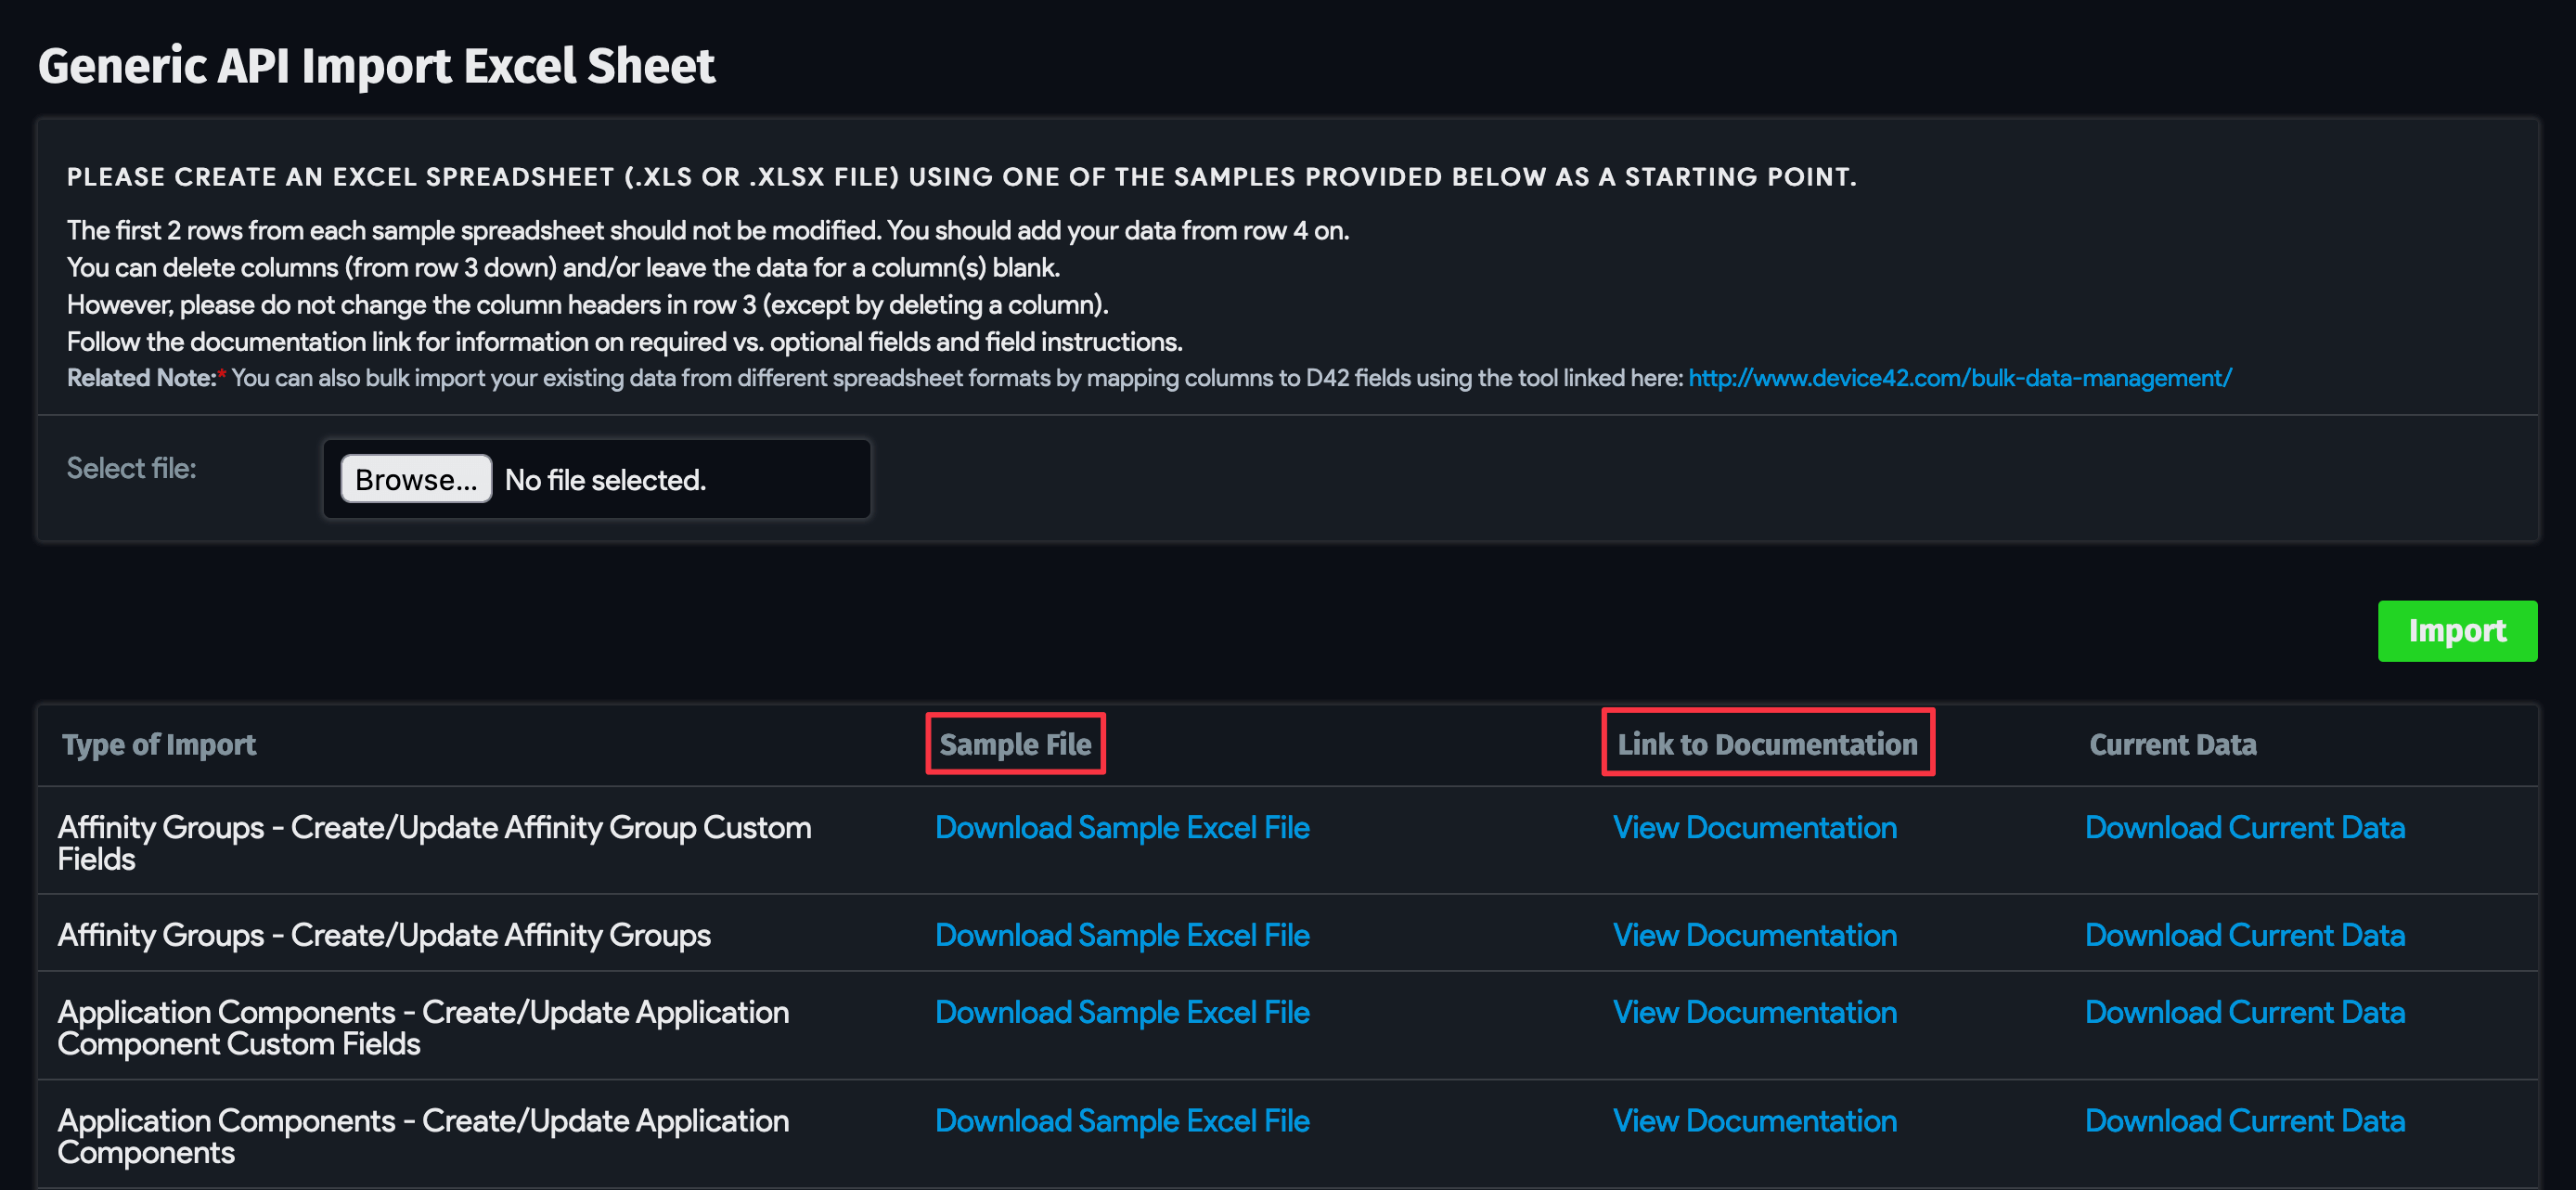 Generic API Import Excel Sheet
PLEASE CREATE AN EXCEL SPREADSHEET (.XLS OR .XLSX FILE) USING ONE OF THE SAMPLES PROVIDED BELOW AS A STARTING POINT.
The first 2 rows from each sample spreadsheet should not be modified. You should add your data from row 4 on.
You can delete columns (from row 3 down) and/or leave the data for a column(s) blank.
However, please do not change the column headers in row 3 (except by deleting a column).
Follow the documentation link for information on required vs. optional fields and field instructions.
Related Note:* You can also bulk import your existing data from different spreadsheet formats by mapping columns to D42 fields using the tool linked here: http://www.device42.com/bulk-data-management/
Select file: Browse... No file selected.
Import
Type of Import Sample File Link to Documentation Current Data
Affinity Groups - Create/Update Affinity Group Custom Download Sample Excel File View Documentation Download Current Data
Fields
Affinity Groups - Create/Update Affinity Groups Download Sample Excel File View Documentation Download Current Data
Application Components - Create/Update Application Download Sample Excel File View Documentation Download Current Data
Component Custom Fields
Application Components - Create/Update Application Download Sample Excel File View Documentation Download Current Data
Components